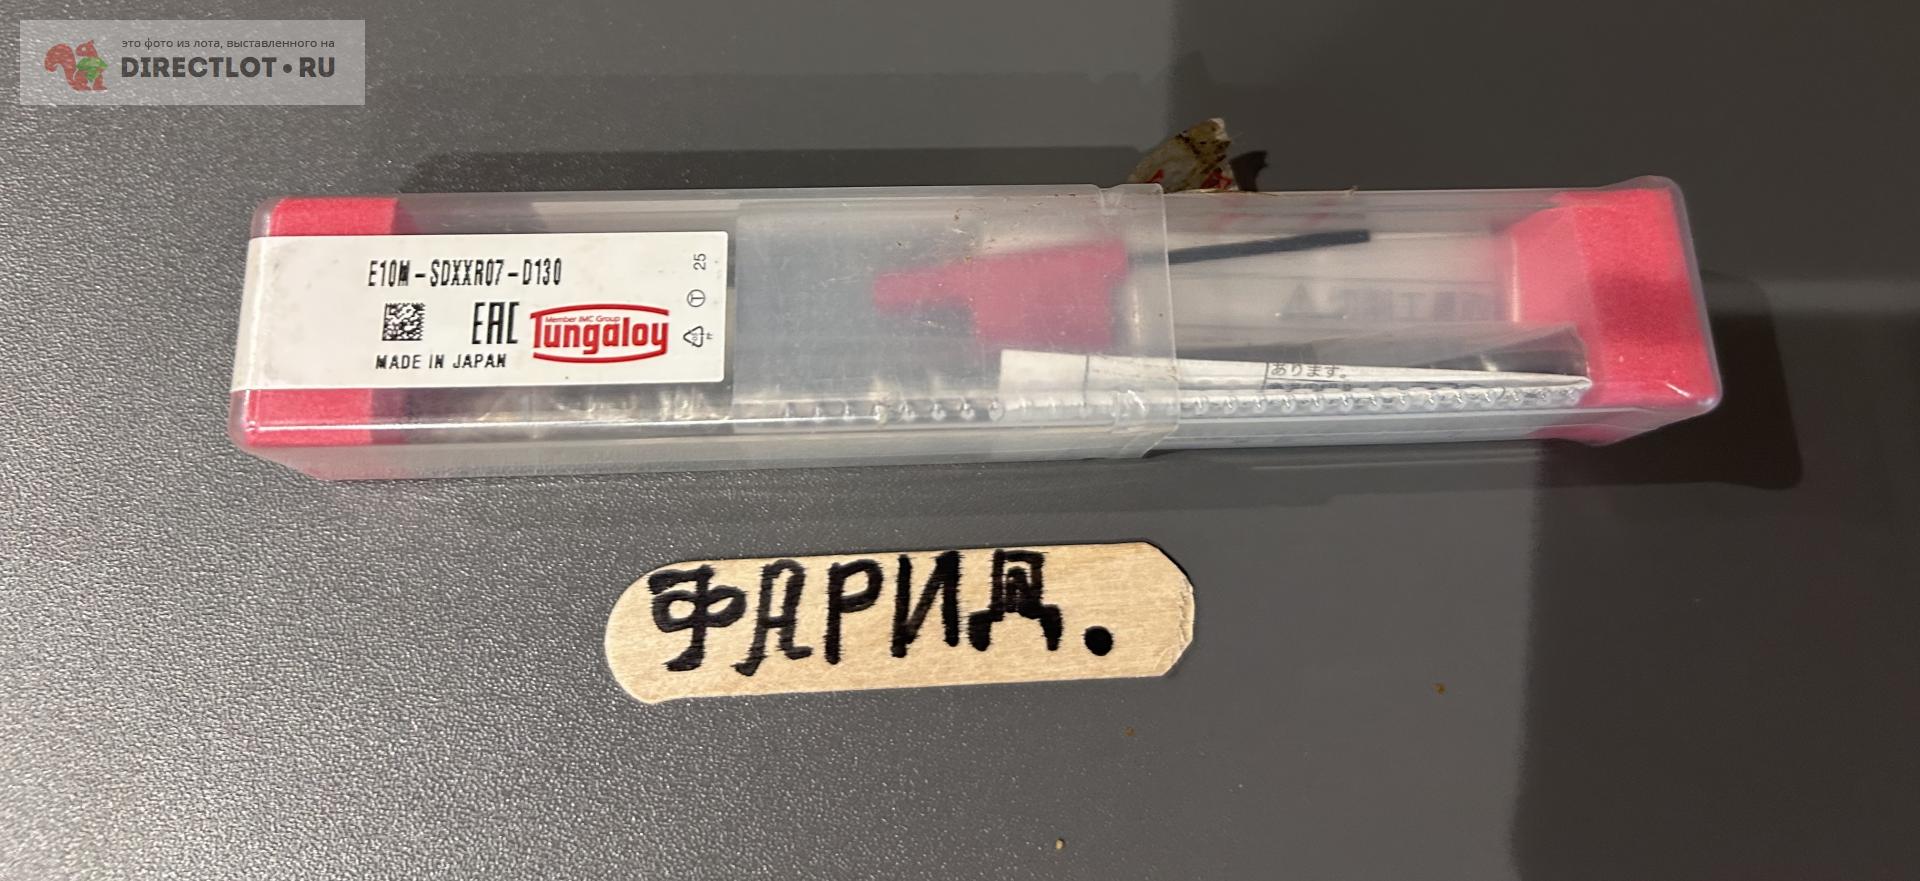 это фото из лота, выставленного на
DIRECTLOT.RU
E10M-SDXXR07-D130
25
EAC
Member IMC Group
Tungaloy
MADE IN JAPAN
あります。
ФАРИД.